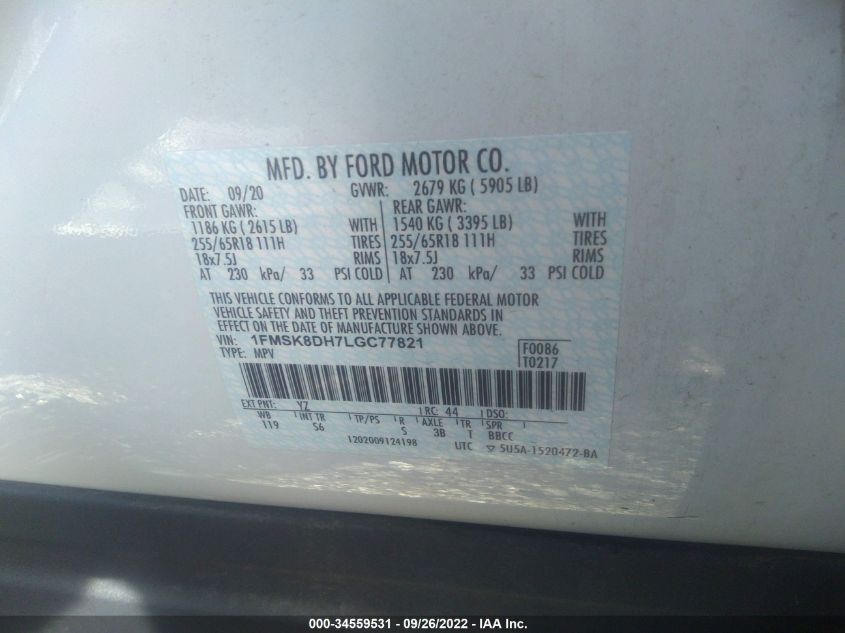 MFD. BY FORD MOTOR CO.
DATE: 09/20 GVWR: 2679 KG ( 5905 LB)
FRONT GAWR: REAR GAWR:
1186 KG ( 2615 LB) WITH 1540 KG ( 3395 LB) WITH
255/65R18 111H TIRES 255/65R18 111H TIRES
18x7.5J RIMS 18x7.5J RIMS
AT 230 kPa/ 33 PSI COLD AT 230 kPa/ 33 PSI COLD
THIS VEHICLE CONFORMS TO ALL APPLICABLE FEDERAL MOTOR
VEHICLE SAFETY AND THEFT PREVENTION STANDARDS IN
EFFECT ON THE DATE OF MANUFACTURE SHOWN ABOVE.
VIN: 1FMSK8DH7LGC77821
TYPE: MPV
F0086
T0217
EXT PNT: YZ RC: 44 DSO:
WB INT TR TP/PS R AXLE TR SPR
119 S6 S 3B T BBCC
1202009124198 UTC ▽ 5U5A-1520472-BA
000-34559531 - 09/26/2022 - IAA Inc.